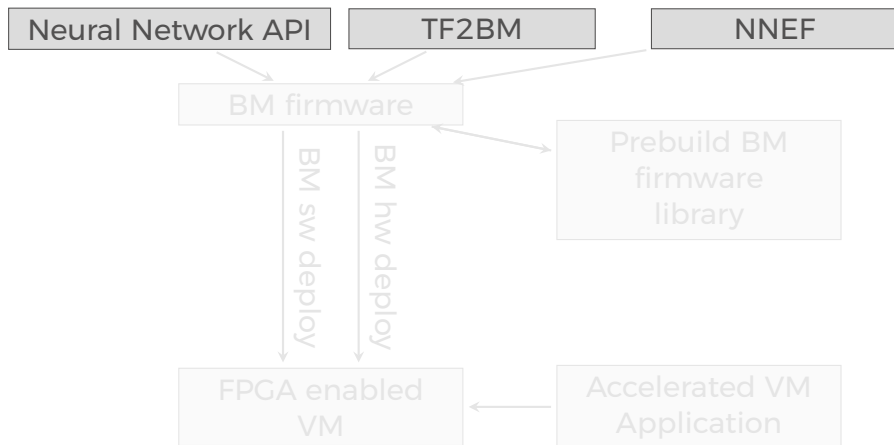 Neural Network API
TF2BM
NNEF
BM firmware
Prebuild BM
firmware
library
BM sw deploy
BM hw deploy
FPGA enabled
VM
Accelerated VM
Application